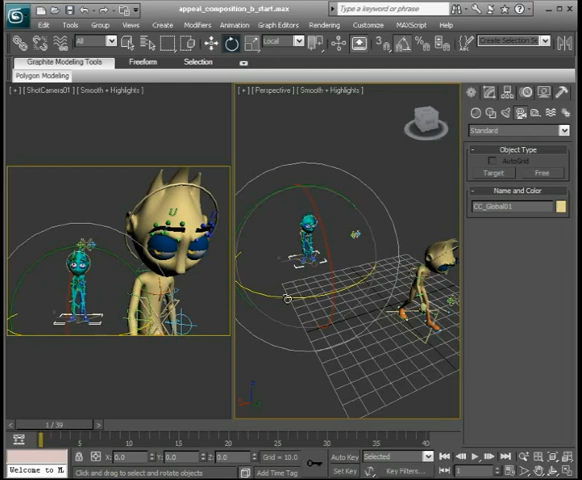 appeal_composition_b_start.max
Type a keyword or phrase
Edit Tools Group Views Create Modifiers Animation Graph Editors Rendering Customize MAXScript Help
All View Create Selection Se
Graphite Modeling Tools Freeform Selection
Polygon Modeling
[ + ] [ ShotCamera01 ] [ Smooth + Highlights ]
[ + ] [ Perspective ] [ Smooth + Highlights ]
Standard
Object Type
AutoGrid
Target Free
Name and Color
CC_Global01
1 / 39
5 10 15 20 25 30 35 40
X: 0.0 Y: 0.0 Z: 0.0 Grid = 10.0 Auto Key Selected
Welcome to M Click and drag to select and rotate objects Add Time Tag Set Key Key Filters... 1